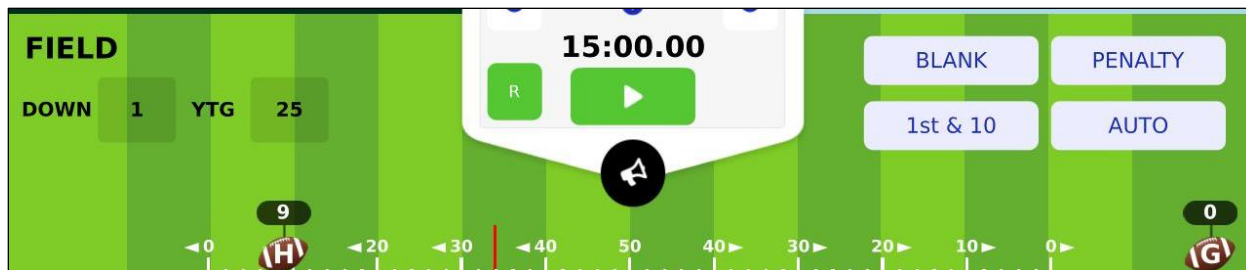 FIELD
DOWN 1 YTG 25
15:00.00
R
BLANK PENALTY
1st & 10 AUTO
9 0
◄0 H ◄20 ◄30 ◄40 50 40► 30► 20► 10► 0► G